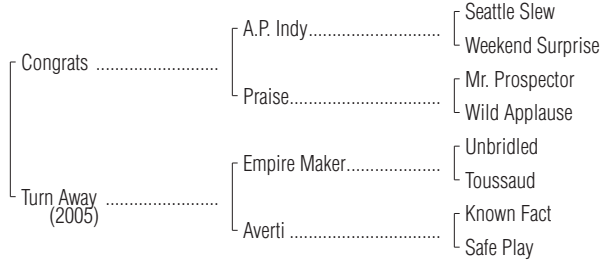 Seattle Slew
A.P. Indy..............................
Weekend Surprise
Congrats ............................
Mr. Prospector
Praise...................................
Wild Applause
Unbridled
Empire Maker.....................
Toussaud
Turn Away .........................
(2005)
Known Fact
Averti ..................................
Safe Play